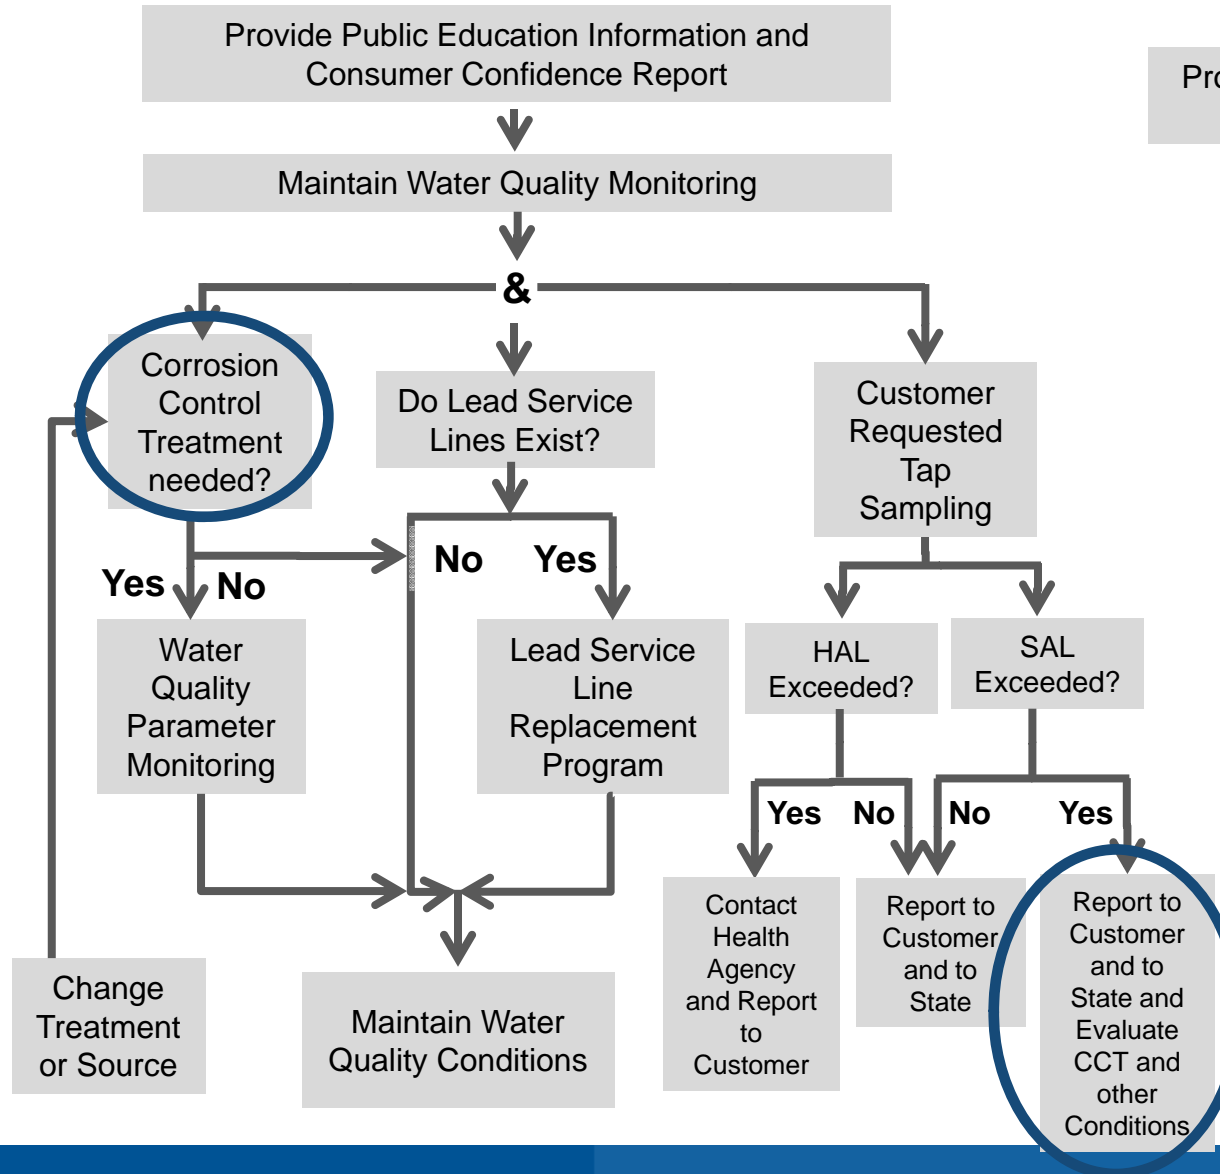 Provide Public Education Information and
Consumer Confidence Report
Maintain Water Quality Monitoring
&
Corrosion
Control
Treatment
needed?
Do Lead Service
Lines Exist?
Customer
Requested
Tap
Sampling
Yes No
No Yes
Water
Quality
Parameter
Monitoring
Lead Service
Line
Replacement
Program
HAL
Exceeded?
SAL
Exceeded?
Yes No
No Yes
Contact
Health
Agency
and Report
to
Customer
Report to
Customer
and to
State
Report to
Customer
and to
State and
Evaluate
CCT and
other
Conditions
Change
Treatment
or Source
Maintain Water
Quality Conditions